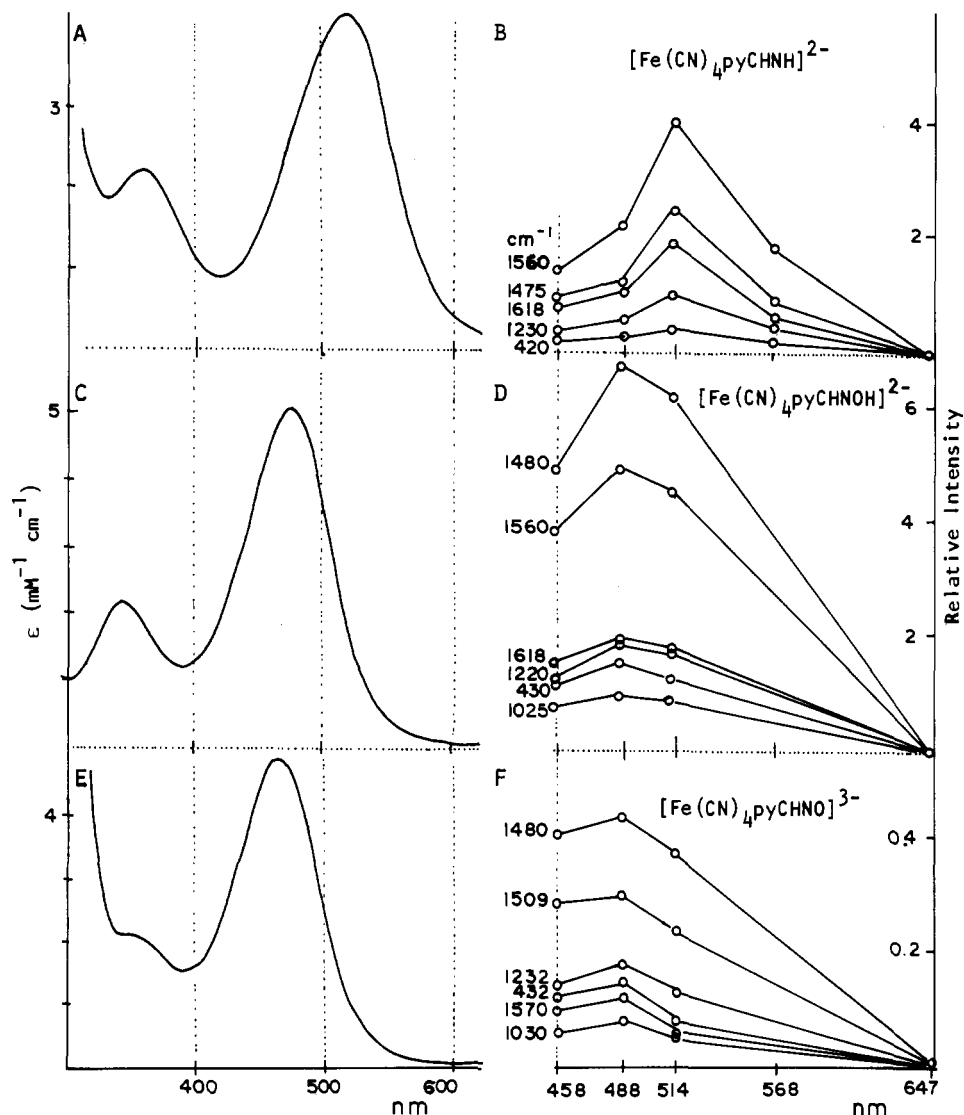 A
3
B
[Fe(CN)4pyCHNH]2-
4
2
cm-1
1560
1475
1618
1230
420
C
5
D
[Fe(CN)4pyCHNOH]2-
6
4
2
1480
1560
1618
1220
430
1025
ε (mM-1 cm-1)
Relative Intensity
E
4
F
[Fe(CN)4pyCHNO]3-
0.4
0.2
1480
1509
1232
432
1570
1030
400 500 600
nm
458 488 514 568 647
nm